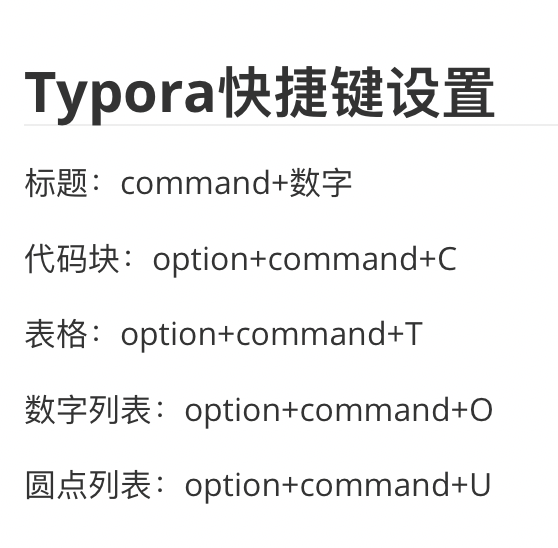 Typora快捷键设置
标题：command+数字
代码块：option+command+C
表格：option+command+T
数字列表：option+command+O
圆点列表：option+command+U